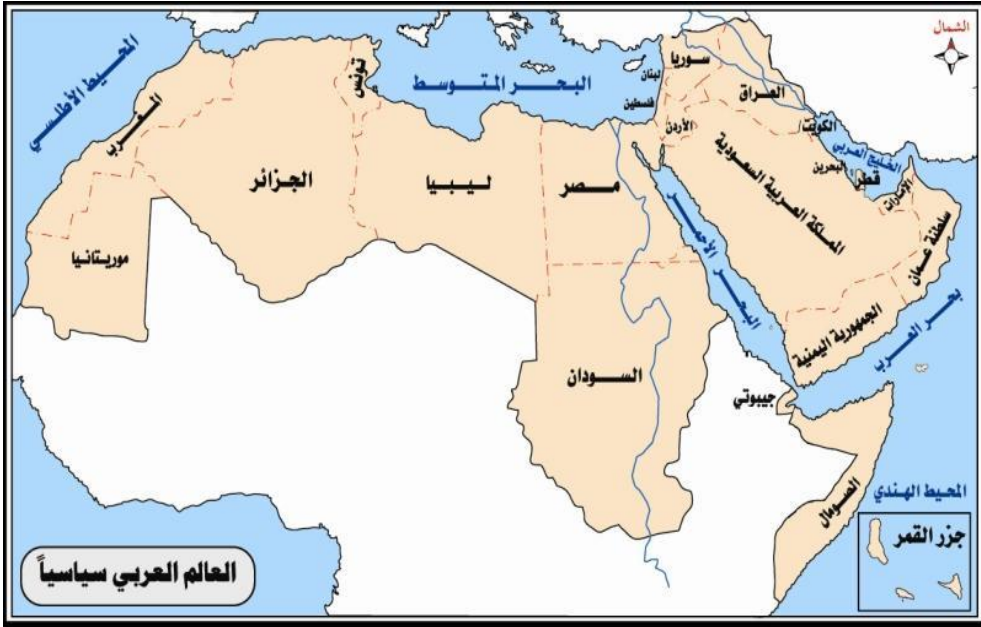 الشمال
المحيط الأطلسي
البحر المتوسط
تونس
المغرب
الجزائر
ليبيا
مصر
موريتانيا
السودان
سوريا
لبنان
فلسطين
العراق
الأردن
الكويت
الخليج العربي
البحرين
قطر
الامارات
المملكة العربية السعودية
سلطنة عمان
البحر الأحمر
الجمهورية اليمنية
بحر العرب
جيبوتي
الصومال
المحيط الهندي
جزر القمر
العالم العربي سياسياً